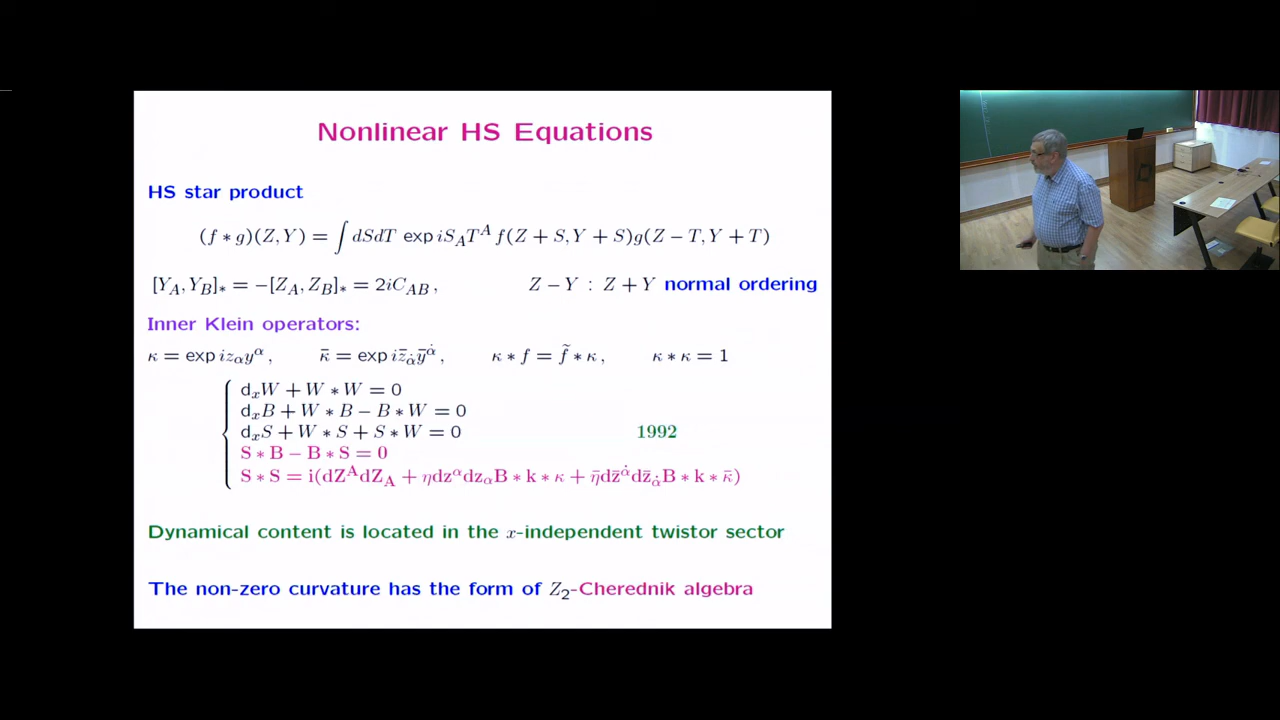 Nonlinear HS Equations
HS star product
(f ∗ g)(Z, Y) = ∫ dSdT exp iS_A T^A f(Z + S, Y + S)g(Z − T, Y + T)
[Y_A, Y_B]_∗ = −[Z_A, Z_B]_∗ = 2iC_AB , Z − Y : Z + Y normal ordering
Inner Klein operators:
κ = exp iz_α y^α , κ̄ = exp iz̄_α̇ ȳ^α̇ , κ ∗ f = f̃ ∗ κ , κ ∗ κ = 1
d_x W + W ∗ W = 0
d_x B + W ∗ B − B ∗ W = 0
d_x S + W ∗ S + S ∗ W = 0 1992
S ∗ B − B ∗ S = 0
S ∗ S = i(dZ^A dZ_A + ηdz^α dz_α B ∗ k ∗ κ + η̄dz̄^α̇ dz̄_α̇ B ∗ k ∗ κ̄)
Dynamical content is located in the x-independent twistor sector
The non-zero curvature has the form of Z_2-Cherednik algebra